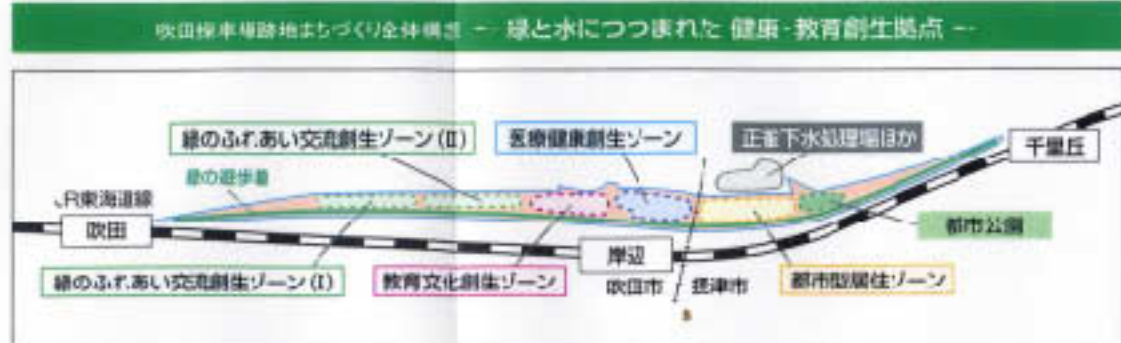 吹田操車場跡地まちづくり全体構想 ー 緑と水につつまれた 健康・教育創生拠点 ー
緑のふれあい交流創生ゾーン(Ⅱ)
医療健康創生ゾーン
正雀下水処理場ほか
千里丘
緑の遊歩道
JR東海道線
吹田
岸辺
都市公園
緑のふれあい交流創生ゾーン(Ⅰ)
教育文化創生ゾーン
吹田市
摂津市
都市型居住ゾーン